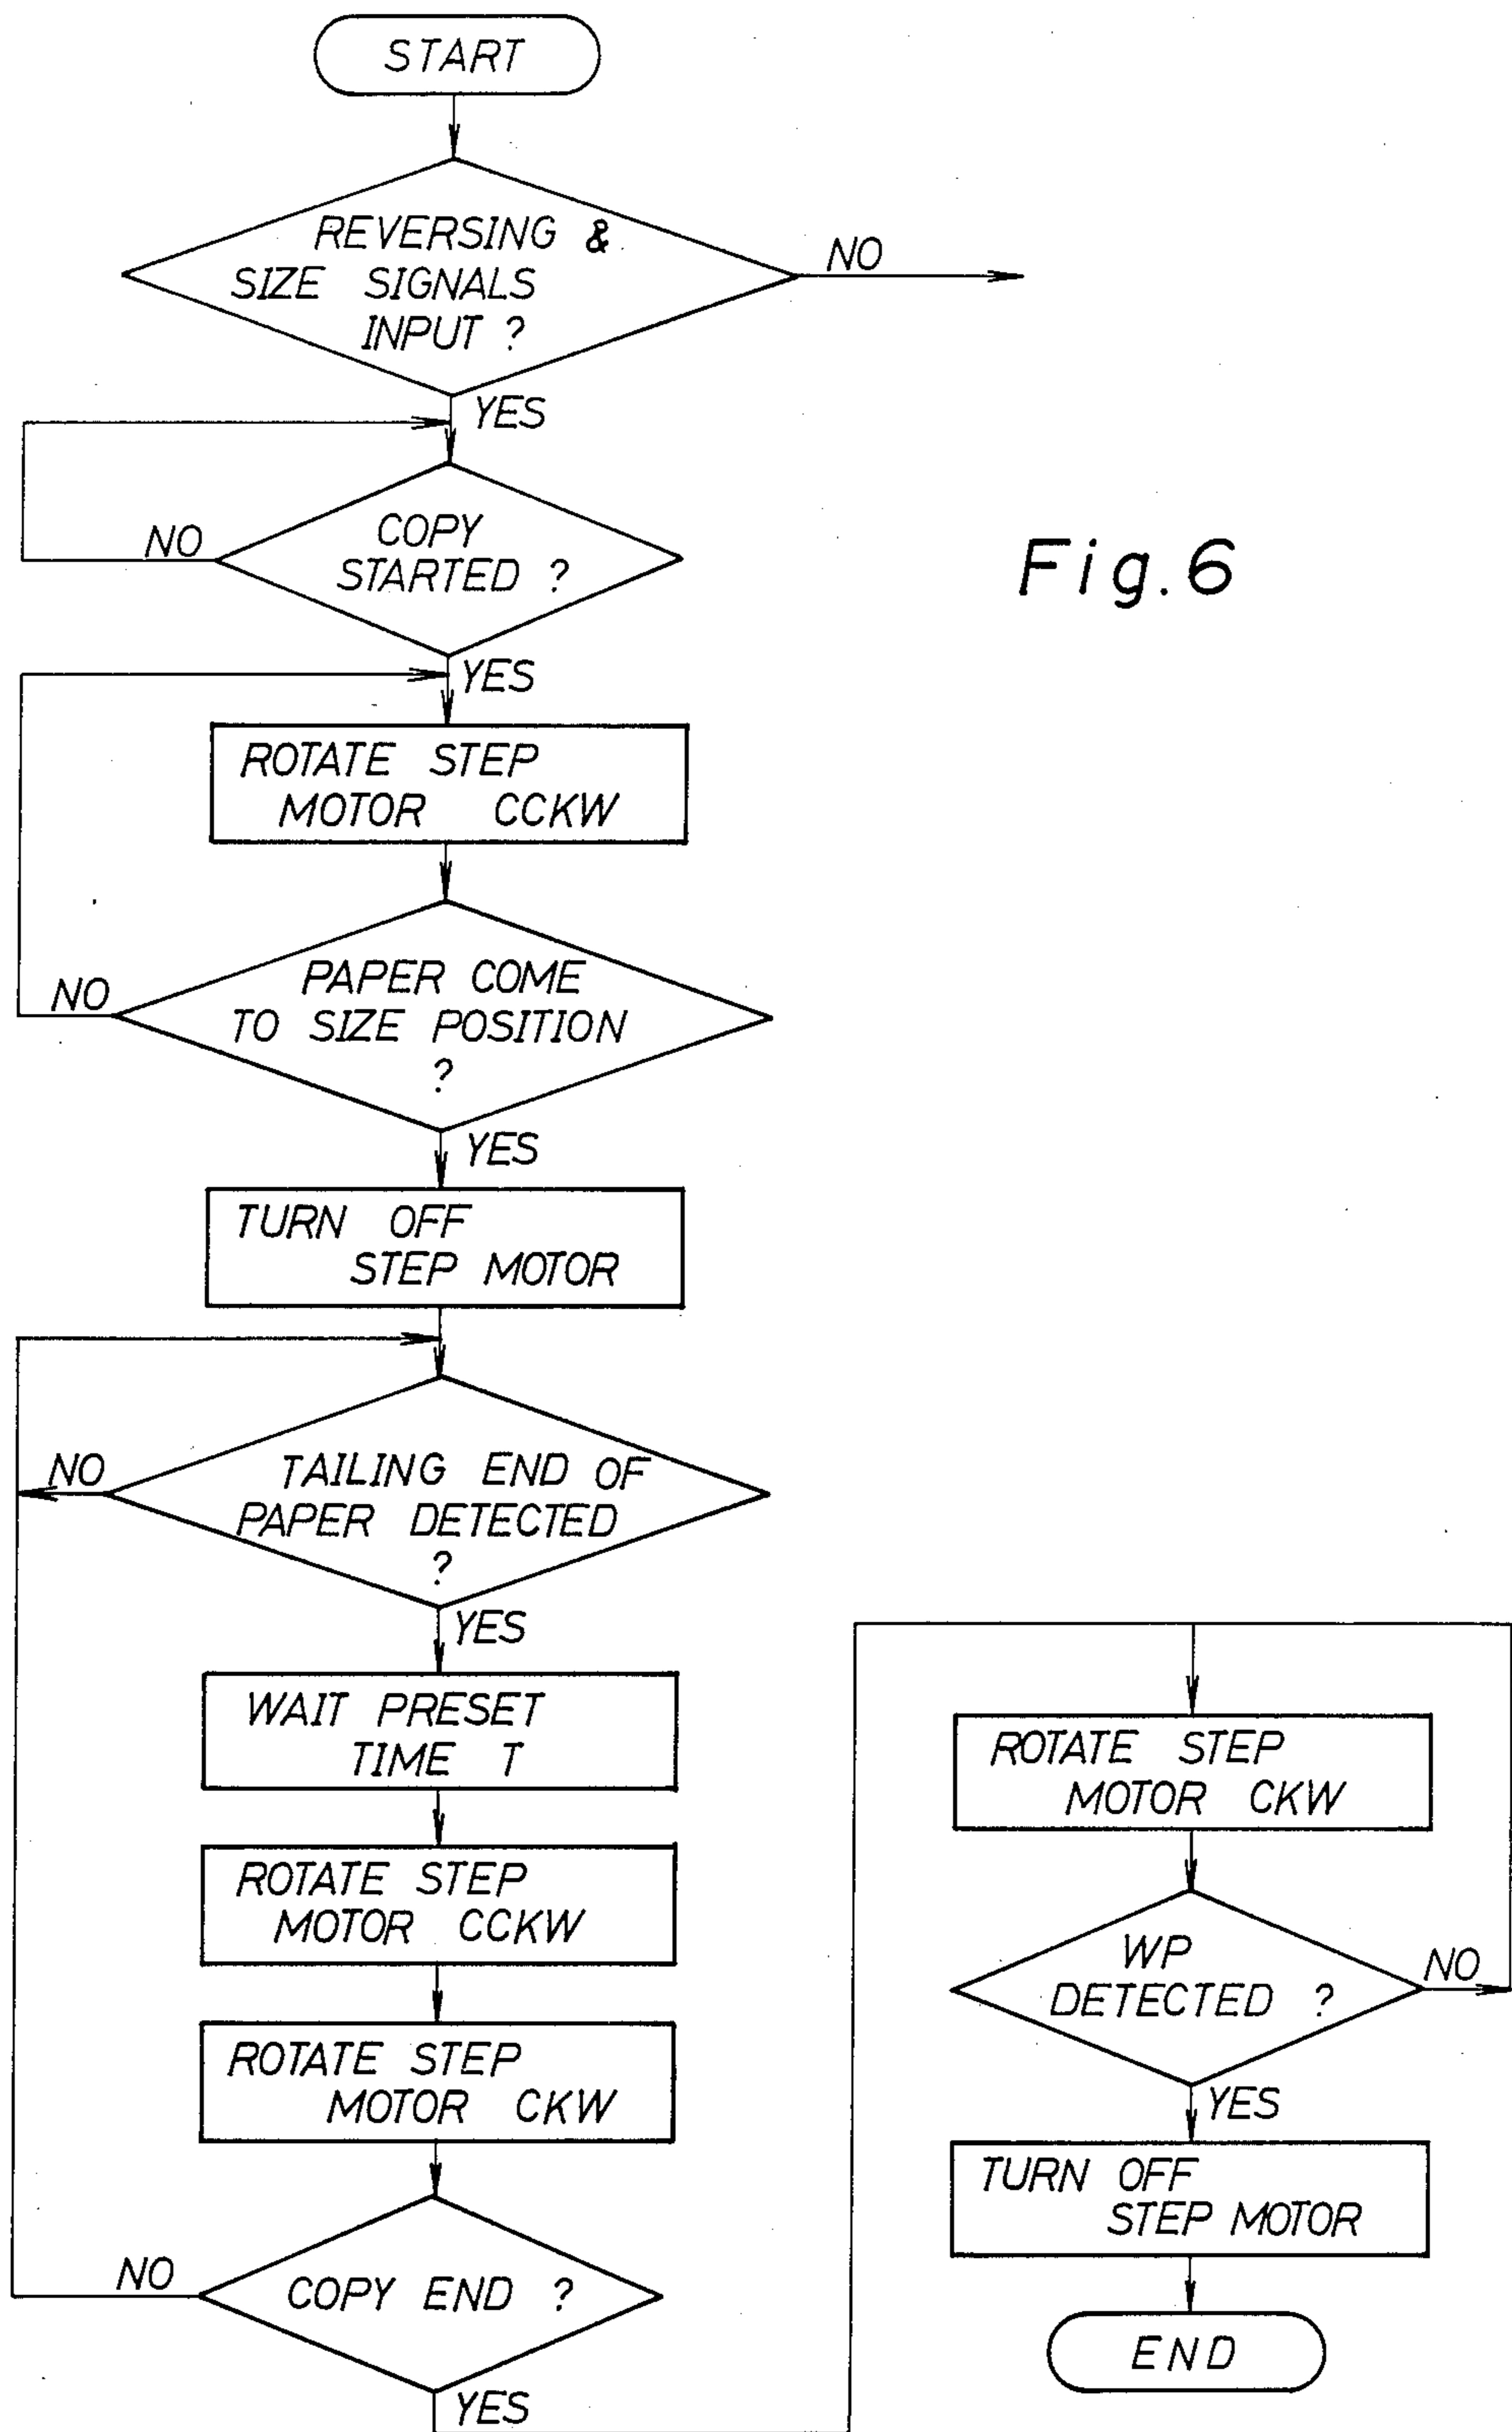 START
REVERSING &
SIZE SIGNALS
INPUT ?
NO
YES
COPY
STARTED ?
NO
YES
ROTATE STEP
MOTOR CCKW
PAPER COME
TO SIZE POSITION
?
NO
YES
TURN OFF
STEP MOTOR
TAILING END OF
PAPER DETECTED
?
NO
YES
WAIT PRESET
TIME T
ROTATE STEP
MOTOR CCKW
ROTATE STEP
MOTOR CKW
COPY END ?
NO
YES
ROTATE STEP
MOTOR CKW
WP
DETECTED ?
NO
YES
TURN OFF
STEP MOTOR
END
Fig.6